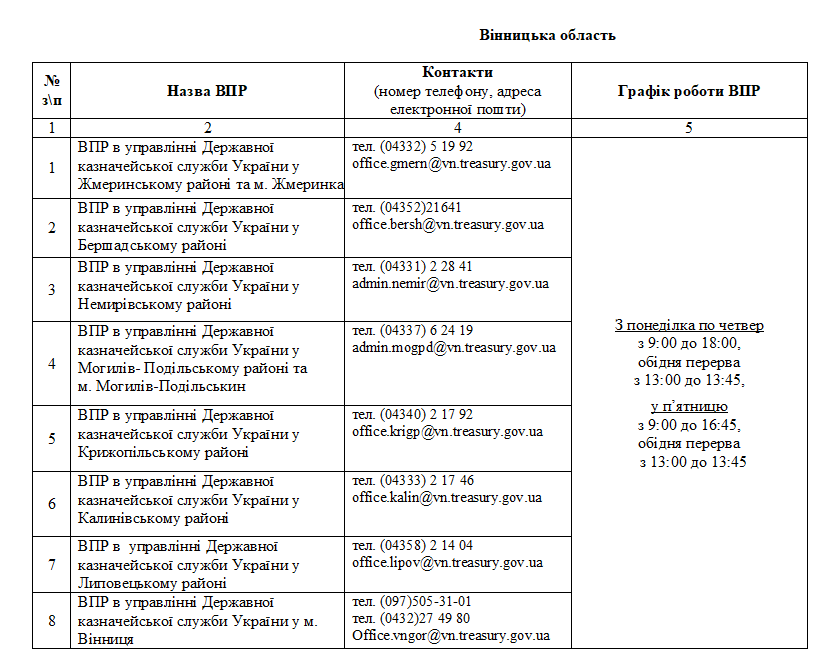 Вінницька область
№
з\п
Назва ВПР
Контакти
(номер телефону, адреса
електронної пошти)
Графік роботи ВПР
1
2
4
5
1
ВПР в управлінні Державної
казначейської служби України у
Жмеринському районі та м. Жмеринка
тел. (04332) 5 19 92
office.gmern@vn.treasury.gov.ua
2
ВПР в управлінні Державної
казначейської служби України у
Бершадському районі
тел. (04352)21641
office.bersh@vn.treasury.gov.ua
3
ВПР в управлінні Державної
казначейської служби України у
Немирівському районі
тел. (04331) 2 28 41
admin.nemir@vn.treasury.gov.ua
4
ВПР в управлінні Державної
казначейської служби України у
Могилів- Подільському районі та
м. Могилів-Подільськин
тел. (04337) 6 24 19
admin.mogpd@vn.treasury.gov.ua
5
ВПР в управлінні Державної
казначейської служби України у
Крижопільському районі
тел. (04340) 2 17 92
office.krigp@vn.treasury.gov.ua
6
ВПР в управлінні Державної
казначейської служби України у
Калинівському районі
тел. (04333) 2 17 46
office.kalin@vn.treasury.gov.ua
7
ВПР в управлінні Державної
казначейської служби України у
Липовецькому районі
тел. (04358) 2 14 04
office.lipov@vn.treasury.gov.ua
8
ВПР в управлінні Державної
казначейської служби України у м.
Вінниця
тел. (097)505-31-01
тел. (0432)27 49 80
Office.vngor@vn.treasury.gov.ua
З понеділка по четвер
з 9:00 до 18:00,
обідня перерва
з 13:00 до 13:45,
у п’ятницю
з 9:00 до 16:45,
обідня перерва
з 13:00 до 13:45